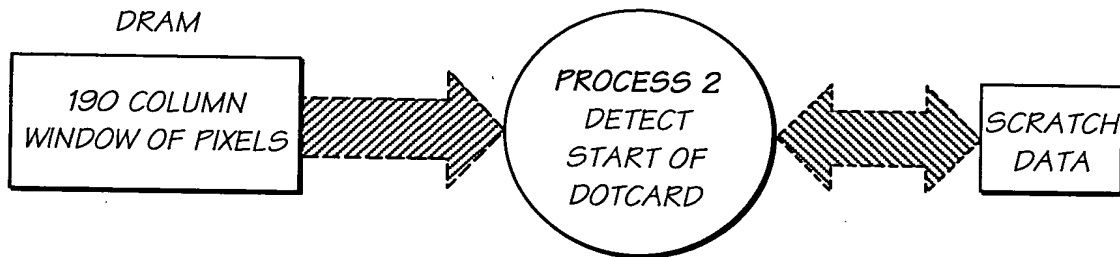 DRAM
190 COLUMN
WINDOW OF PIXELS
PROCESS 2
DETECT
START OF
DOTCARD
SCRATCH
DATA